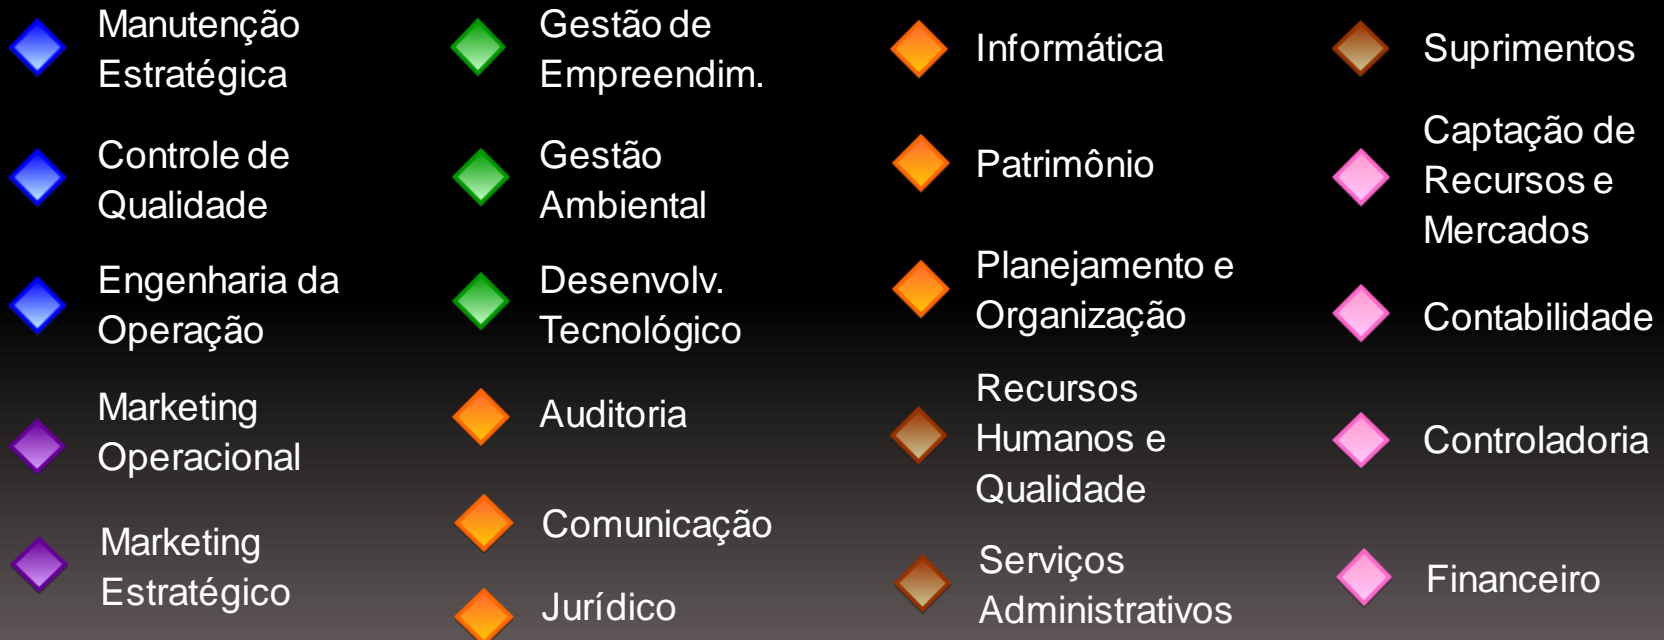 Manutenção
Estratégica
Controle de
Qualidade
Engenharia da
Operação
Marketing
Operacional
Marketing
Estratégico
Gestão de
Empreendim.
Gestão
Ambiental
Desenvolv.
Tecnológico
Auditoria
Comunicação
Jurídico
Informática
Patrimônio
Planejamento e
Organização
Recursos
Humanos e
Qualidade
Serviços
Administrativos
Suprimentos
Captação de
Recursos e
Mercados
Contabilidade
Controladoria
Financeiro